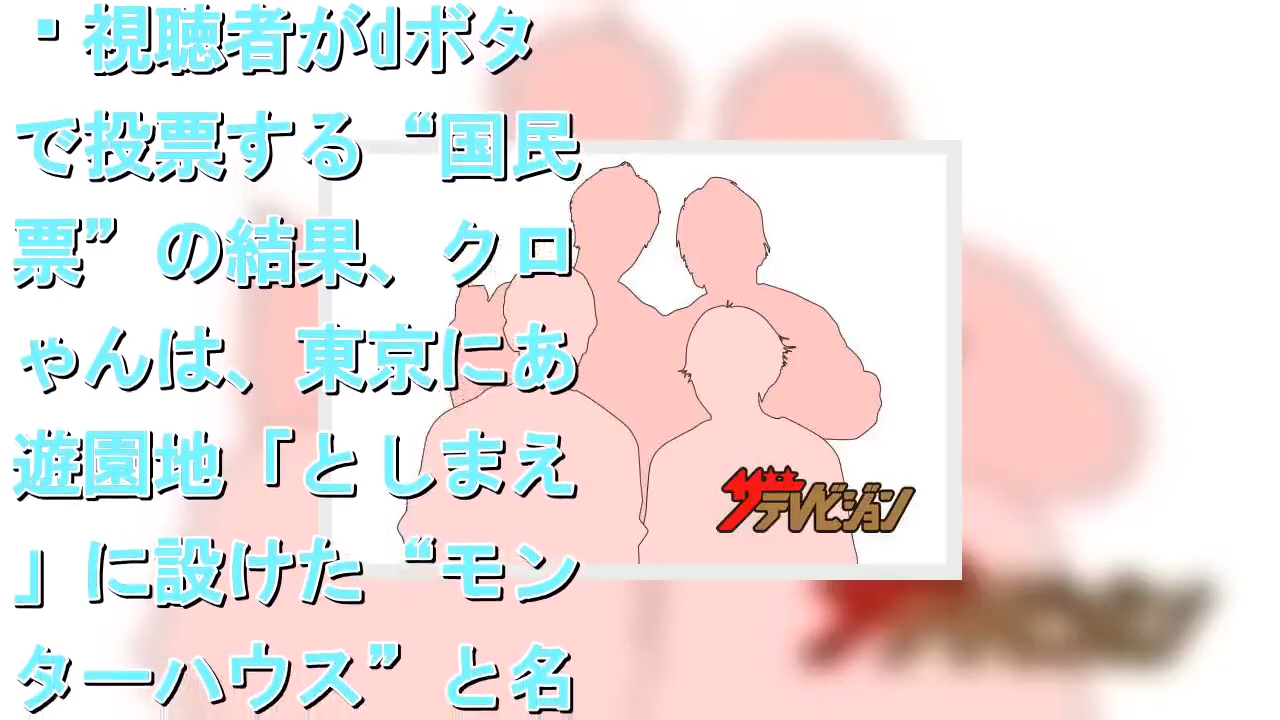 ・視聴者がdボタ
で投票する“国民
票”の結果、クロ
ゃんは、東京にあ
遊園地「としまえ
」に設けた“モン
ターハウス”と名
ザテレビジョン